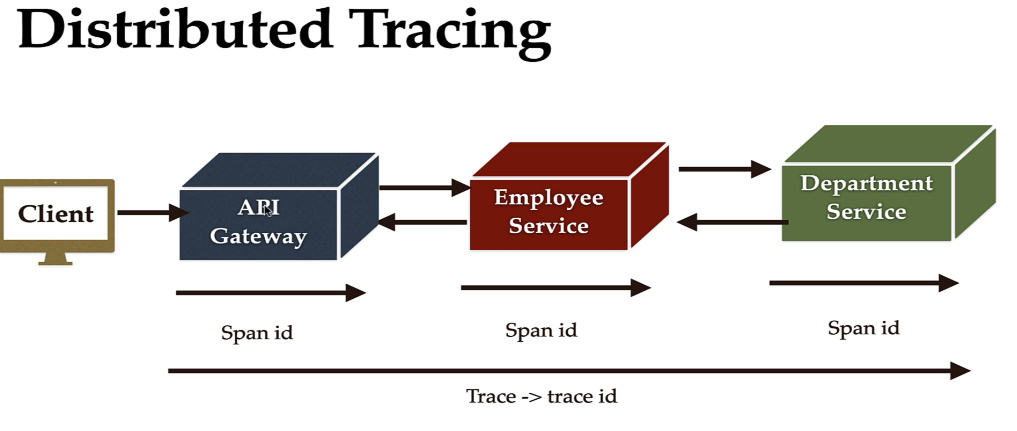 Distributed Tracing
Client
API
Gateway
Employee
Service
Department
Service
Span id
Span id
Span id
Trace -> trace id